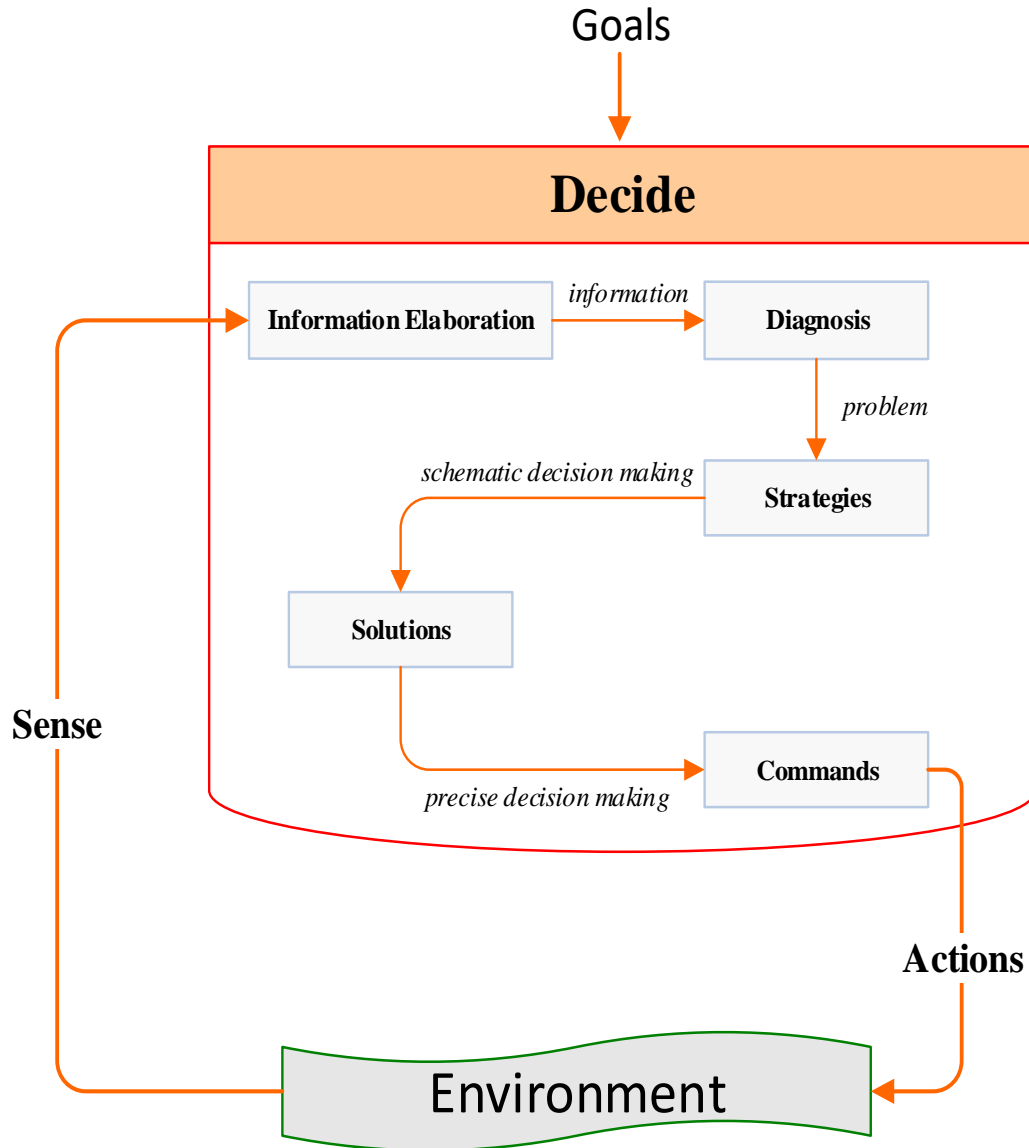 Goals
Decide
Information Elaboration
information
Diagnosis
problem
schematic decision making
Strategies
Solutions
Sense
Commands
precise decision making
Actions
Environment